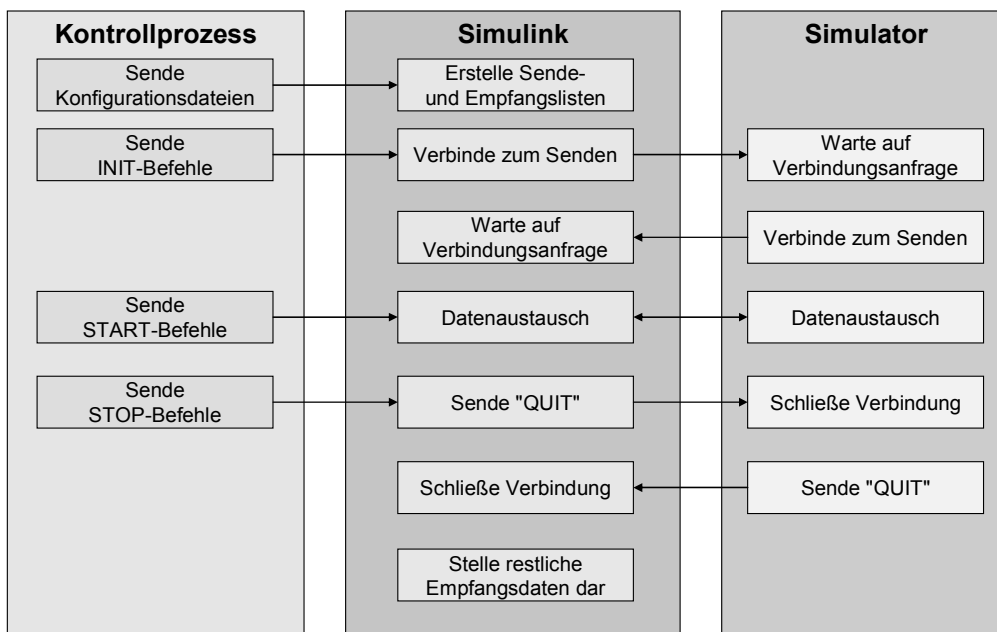 Kontrollprozess
Simulink
Simulator
Sende
Konfigurationsdateien
Erstelle Sende-
und Empfangslisten
Sende
INIT-Befehle
Verbinde zum Senden
Warte auf
Verbindungsanfrage
Warte auf
Verbindungsanfrage
Verbinde zum Senden
Sende
START-Befehle
Datenaustausch
Datenaustausch
Sende
STOP-Befehle
Sende "QUIT"
Schließe Verbindung
Schließe Verbindung
Sende "QUIT"
Stelle restliche
Empfangsdaten dar